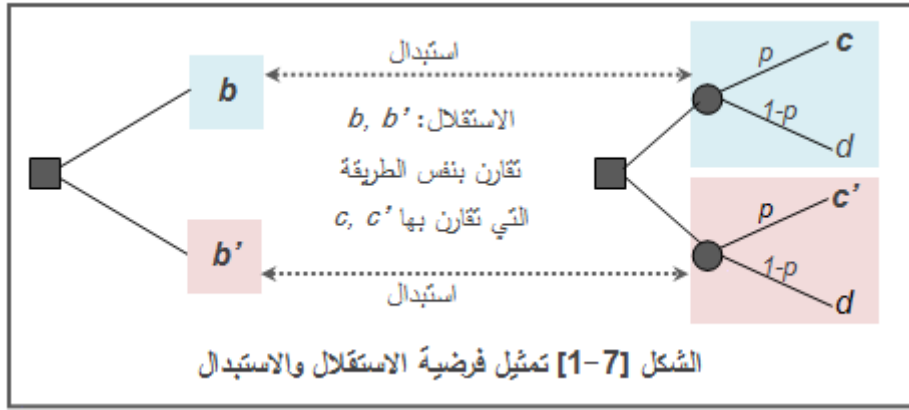 استبدال
b
c
p
1-p
d
الاستقلال: b, b'
تقارن بنفس الطريقة
التي تقارن بها c, c'
b'
c'
p
1-p
d
استبدال
الشكل [7-1] تمثيل فرضية الاستقلال والاستبدال